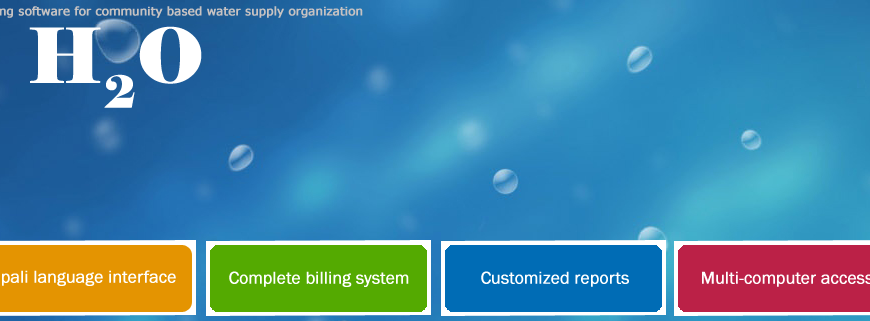 ng software for community based water supply organization
H2O
pali language interface
Complete billing system
Customized reports
Multi-computer access